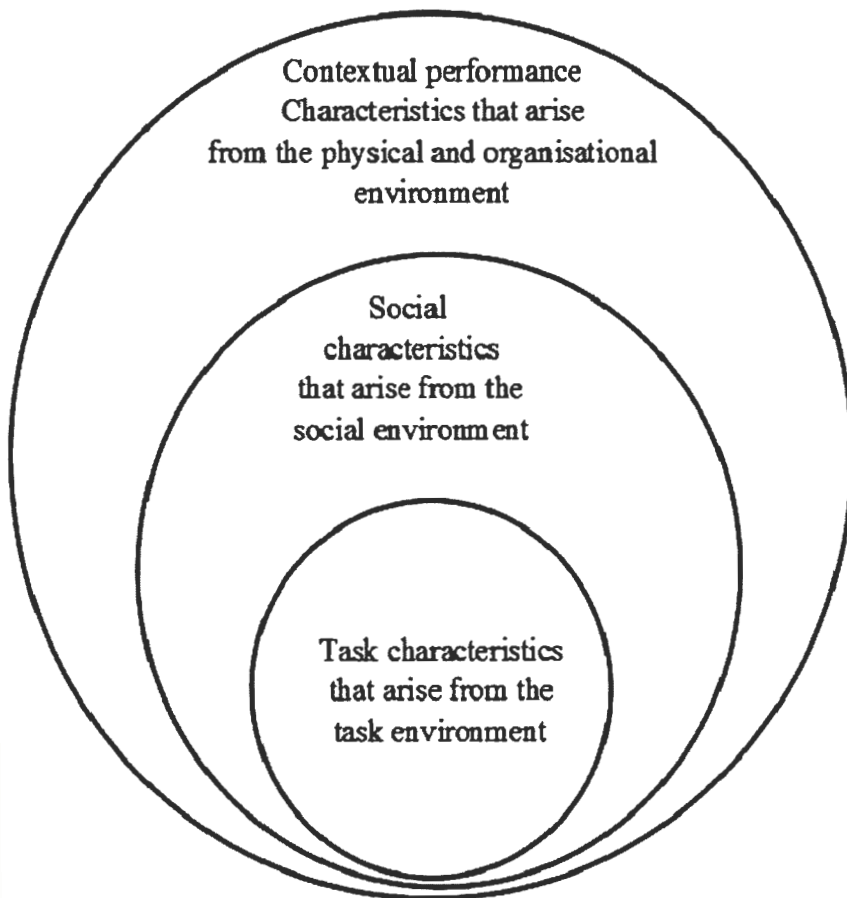 Contextual performance
Characteristics that arise
from the physical and organisational
environment
Social
characteristics
that arise from the
social environment
Task characteristics
that arise from the
task environment